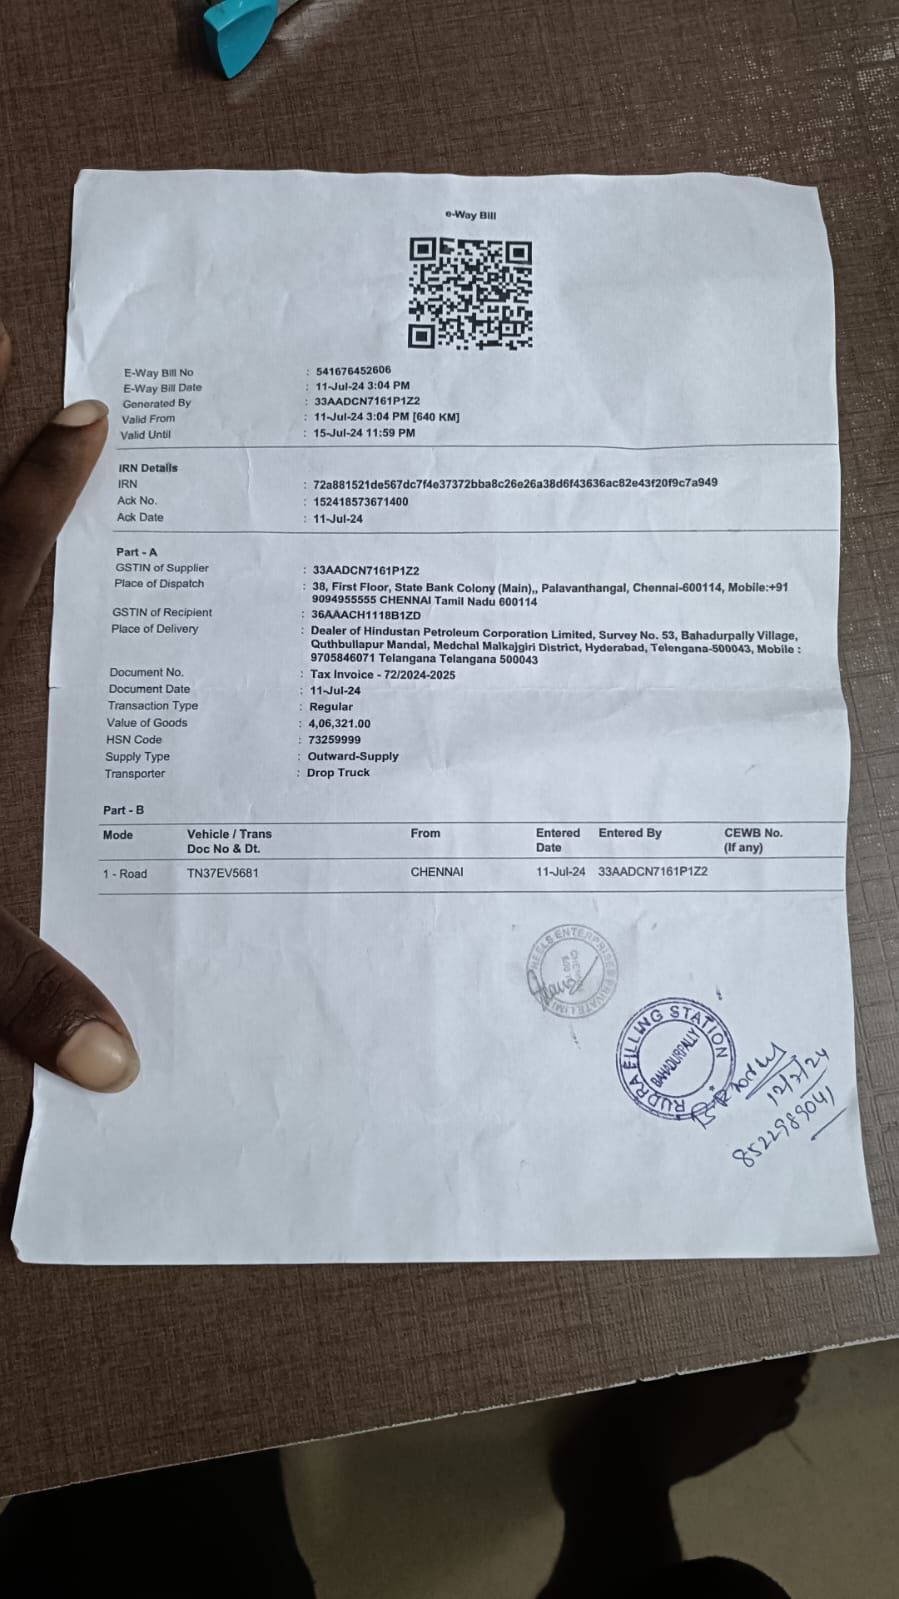 e-Way Bill
E-Way Bill No : 541676452606
E-Way Bill Date : 11-Jul-24 3:04 PM
Generated By : 33AADCN7161P1Z2
Valid From : 11-Jul-24 3:04 PM [640 KM]
Valid Until : 15-Jul-24 11:59 PM
IRN Details
IRN : 72a881521de567dc7f4e37372bba8c26e26a38d6f43636ac82e43f20f9c7a949
Ack No. : 152418573671400
Ack Date : 11-Jul-24
Part - A
GSTIN of Supplier : 33AADCN7161P1Z2
Place of Dispatch : 38, First Floor, State Bank Colony (Main),, Palavanthangal, Chennai-600114, Mobile:+91
9094955555 CHENNAI Tamil Nadu 600114
GSTIN of Recipient : 36AAACH1118B1ZD
Place of Delivery : Dealer of Hindustan Petroleum Corporation Limited, Survey No. 53, Bahadurpally Village,
Quthbullapur Mandal, Medchal Malkajgiri District, Hyderabad, Telengana-500043, Mobile :
9705846071 Telangana Telangana 500043
Document No. : Tax Invoice - 72/2024-2025
Document Date : 11-Jul-24
Transaction Type : Regular
Value of Goods : 4,06,321.00
HSN Code : 73259999
Supply Type : Outward-Supply
Transporter : Drop Truck
Part - B
Mode Vehicle / Trans From Entered Entered By CEWB No.
Doc No & Dt. Date (If any)
1 - Road TN37EV5681 CHENNAI 11-Jul-24 33AADCN7161P1Z2
ENTERPRISES PRIVATE
RUDRA FILLING STATION
BAHADURPALLY
12/7/24
8522989041